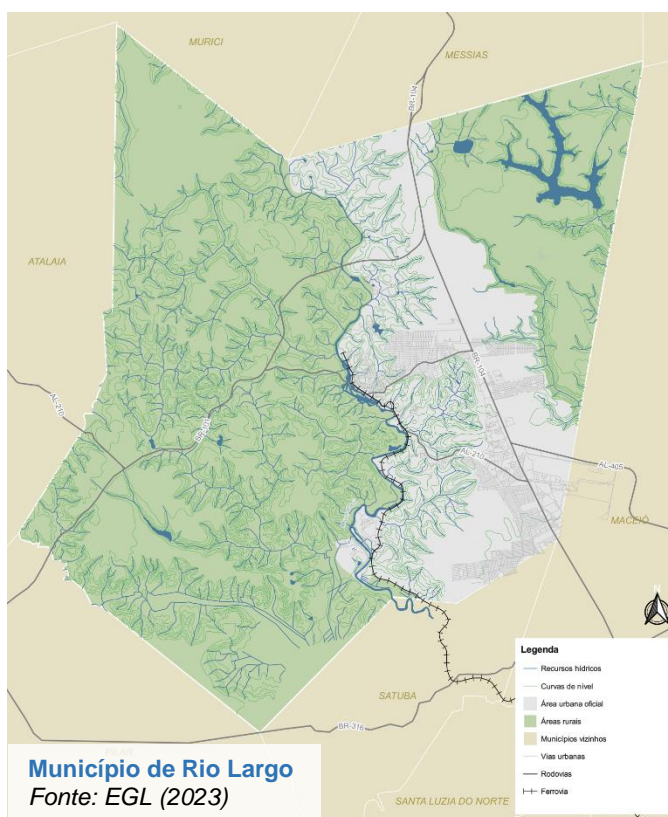 MURICI
MESSIAS
BR-104
ATALAIA
AL-210
BR-101
BR-104
AL-210
AL-405
MACEIÓ
N
SATUBA
BR-316
SANTA LUZIA DO NORTE
Município de Rio Largo
Fonte: EGL (2023)
Legenda
Recursos hídricos
Curvas de nível
Área urbana oficial
Áreas rurais
Municípios vizinhos
Vias urbanas
Rodovias
Ferrovia